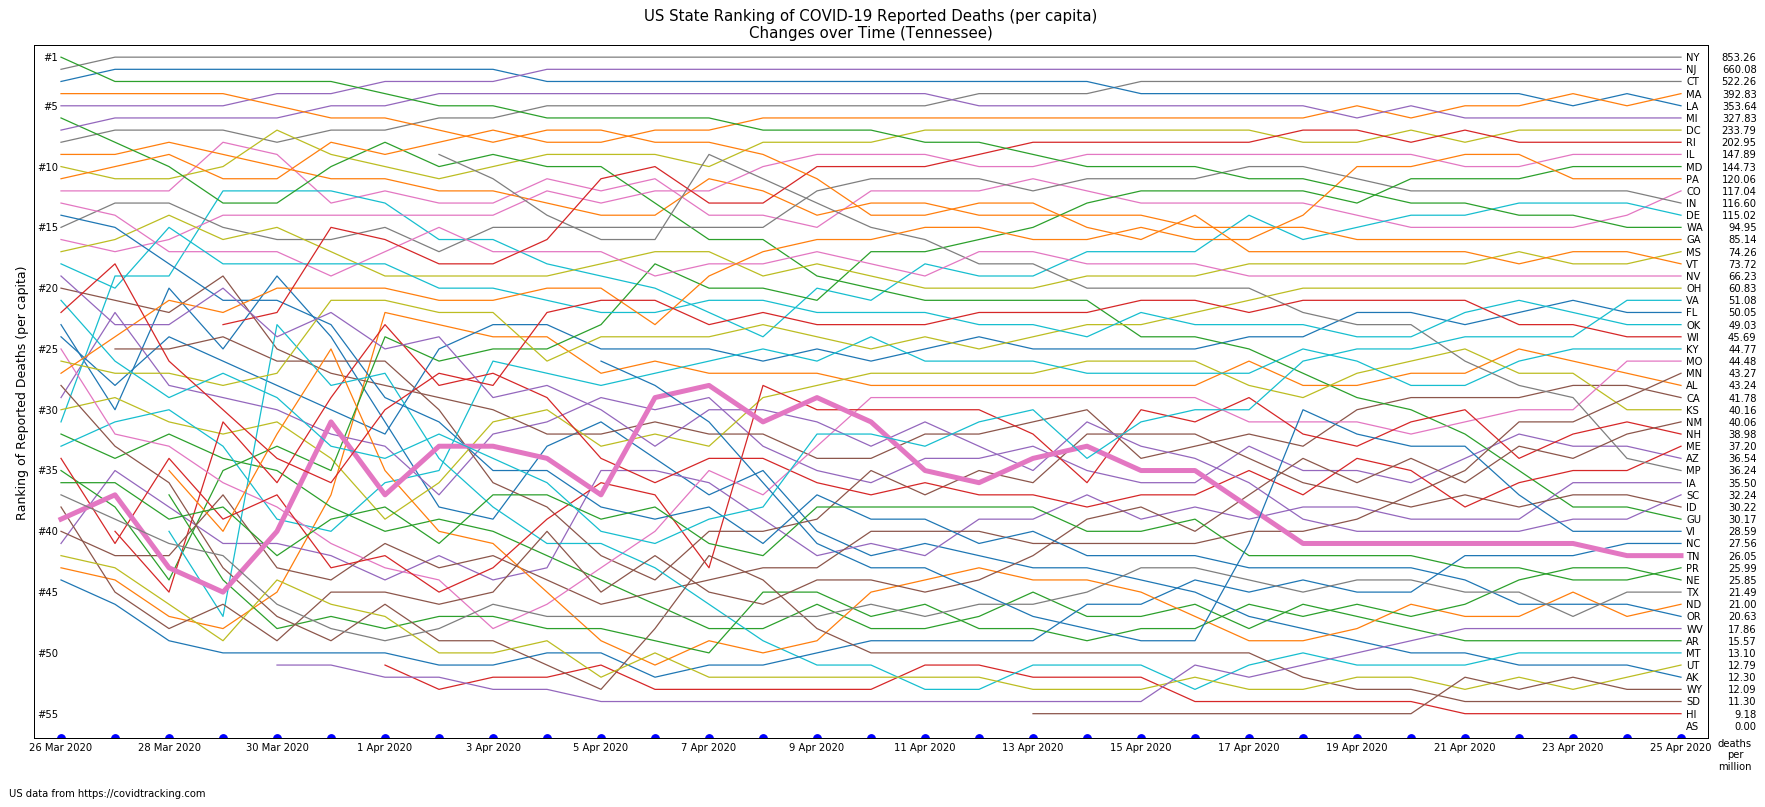 US State Ranking of COVID-19 Reported Deaths (per capita)
Changes over Time (Tennessee)
Ranking of Reported Deaths (per capita)
#1
#5
#10
#15
#20
#25
#30
#35
#40
#45
#50
#55
NY 853.26
NJ 660.08
CT 522.26
MA 392.83
LA 353.64
MI 327.83
DC 233.79
RI 202.95
IL 147.89
MD 144.73
PA 120.06
CO 117.04
IN 116.60
DE 115.02
WA 94.95
GA 85.14
MS 74.26
VT 73.72
NV 66.23
OH 60.83
VA 51.08
FL 50.05
OK 49.03
WI 45.69
KY 44.77
MO 44.48
MN 43.27
AL 43.24
CA 41.78
KS 40.16
NM 40.06
NH 38.98
ME 37.20
AZ 36.54
MP 36.24
IA 35.50
SC 32.24
ID 30.22
GU 30.17
VI 28.59
NC 27.56
TN 26.05
PR 25.99
NE 25.85
TX 21.49
ND 21.00
OR 20.63
WV 17.86
AR 15.57
MT 13.10
UT 12.79
AK 12.30
WY 12.09
SD 11.30
HI 9.18
AS 0.00
26 Mar 2020 28 Mar 2020 30 Mar 2020 1 Apr 2020 3 Apr 2020 5 Apr 2020 7 Apr 2020 9 Apr 2020 11 Apr 2020 13 Apr 2020 15 Apr 2020 17 Apr 2020 19 Apr 2020 21 Apr 2020 23 Apr 2020 25 Apr 2020
deaths
per
million
US data from https://covidtracking.com